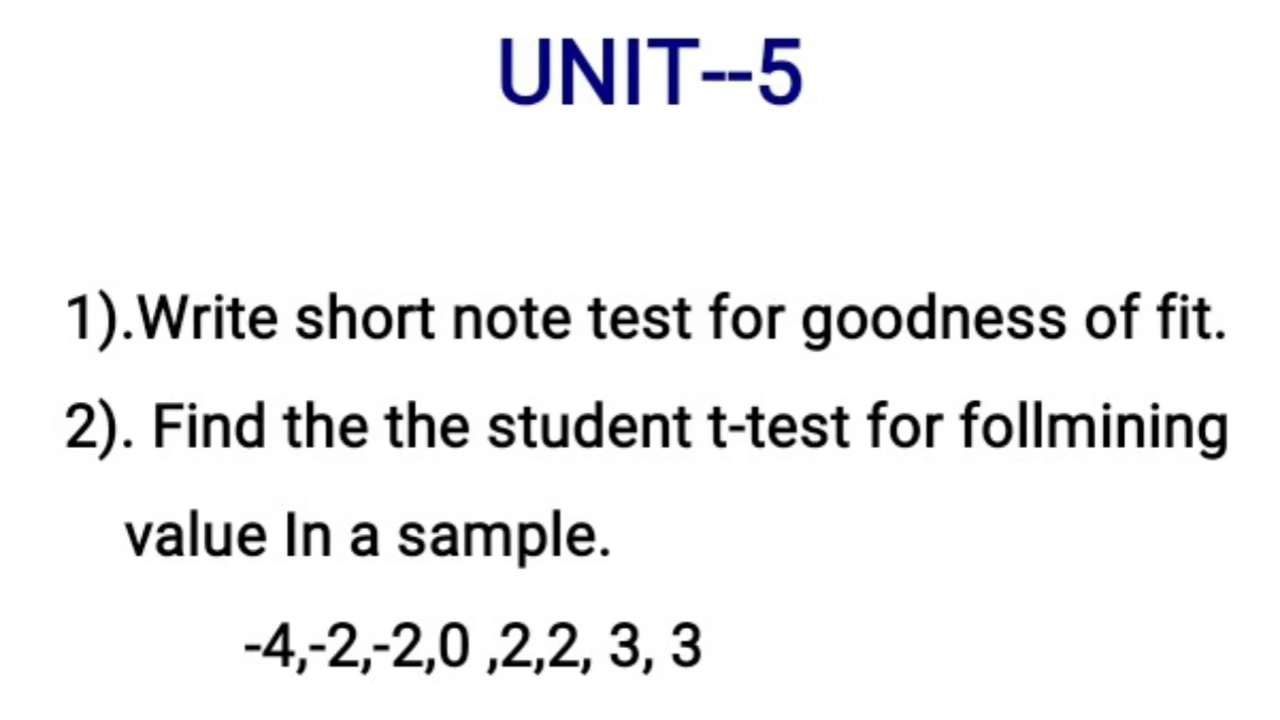 UNIT--5
1).Write short note test for goodness of fit.
2). Find the the student t-test for follmining
value In a sample.
-4,-2,-2,0 ,2,2, 3, 3